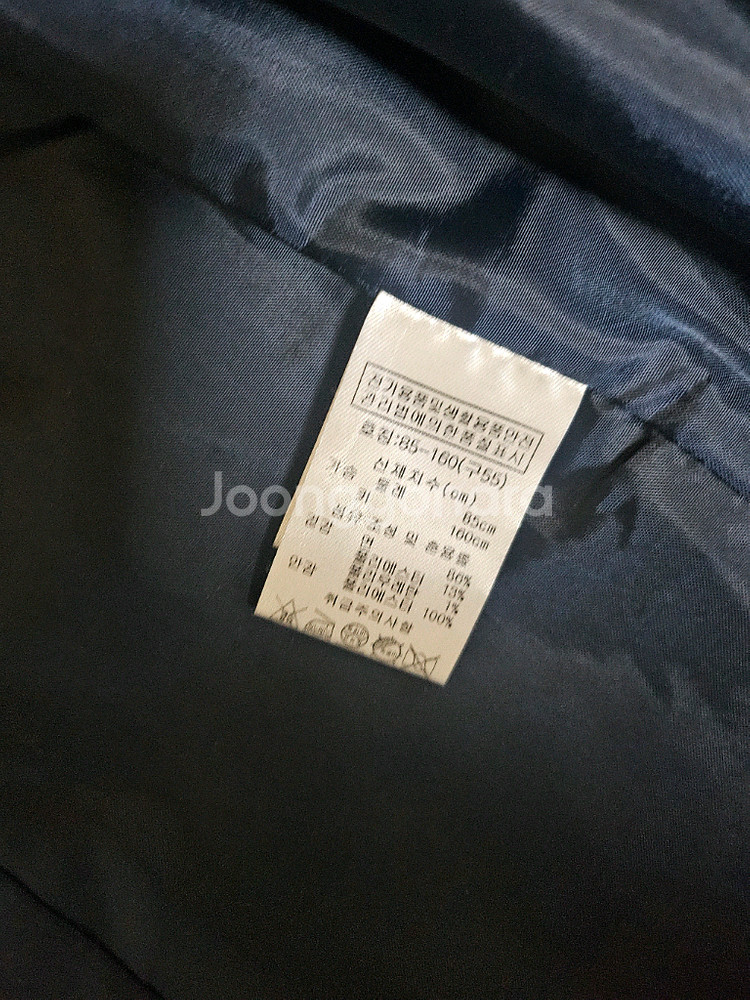 전기용품및생활용품안전
관리법에의한품질표시
호칭:85-160(구55)
신체치수(cm)
가슴둘레 85cm
키 160cm
섬유조성 및 혼용률
겉감 면 86%
폴리에스터 13%
폴리우레탄 1%
안감 폴리에스터 100%
취급주의사항
Joonggonara